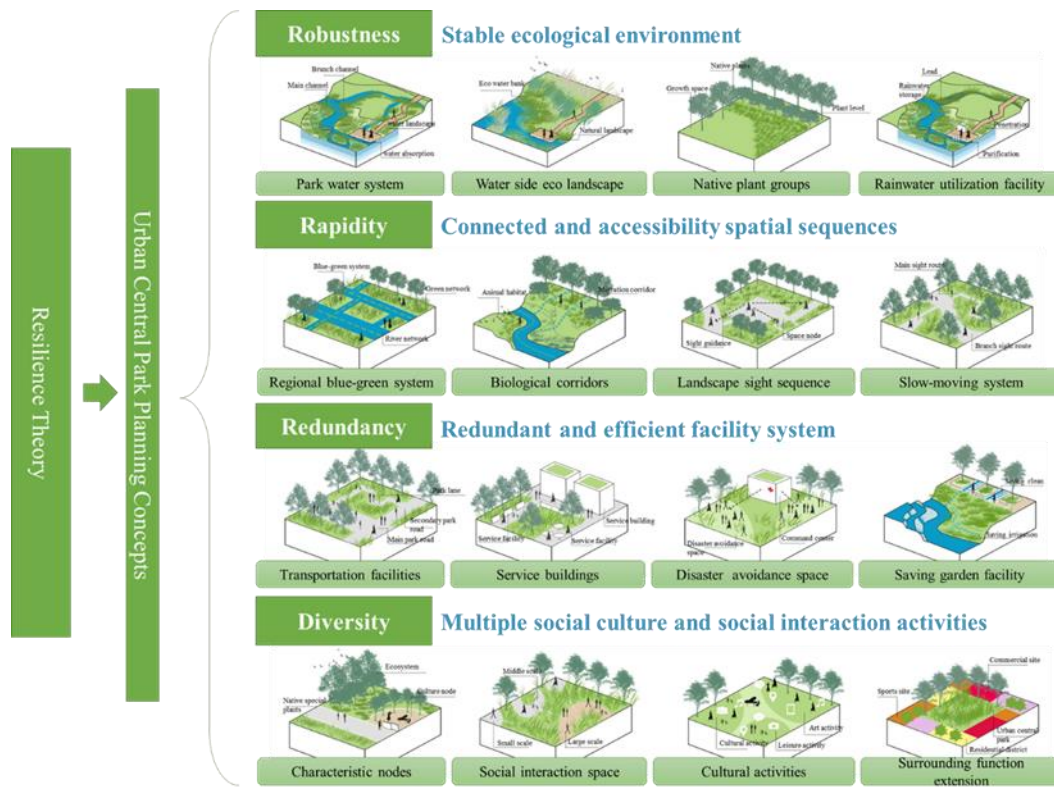 Resilience Theory
Urban Central Park Planning Concepts
Robustness
Stable ecological environment
Branch channel
Main channel
water landscape
water absorption
Park water system
Eco water bank
Natural landscape
Water side eco landscape
Native plants
Growth space
Plant level
Native plant groups
Lead
Rainwater
storage
Penetration
Purification
Rainwater utilization facility
Rapidity
Connected and accessibility spatial sequences
Blue-green system
Green network
River network
Regional blue-green system
Animal habitat
Migration corridor
Biological corridors
Sight guidance
Space node
Landscape sight sequence
Main sight route
Branch sight route
Slow-moving system
Redundancy
Redundant and efficient facility system
Park lane
Secondary park
road
Main park road
Transportation facilities
Service building
Service facility
Service facility
Service buildings
Disaster avoidance
space
Command center
Disaster avoidance space
Saving clean
Saving irrigation
Saving garden facility
Diversity
Multiple social culture and social interaction activities
Ecosystem
Culture node
Native special
plants
Characteristic nodes
Middle scale
Small scale
Large scale
Social interaction space
Art activity
Cultural activity
Leisure activity
Cultural activities
Commercial site
Sports site
Urban central
park
Residential district
Surrounding function
extension